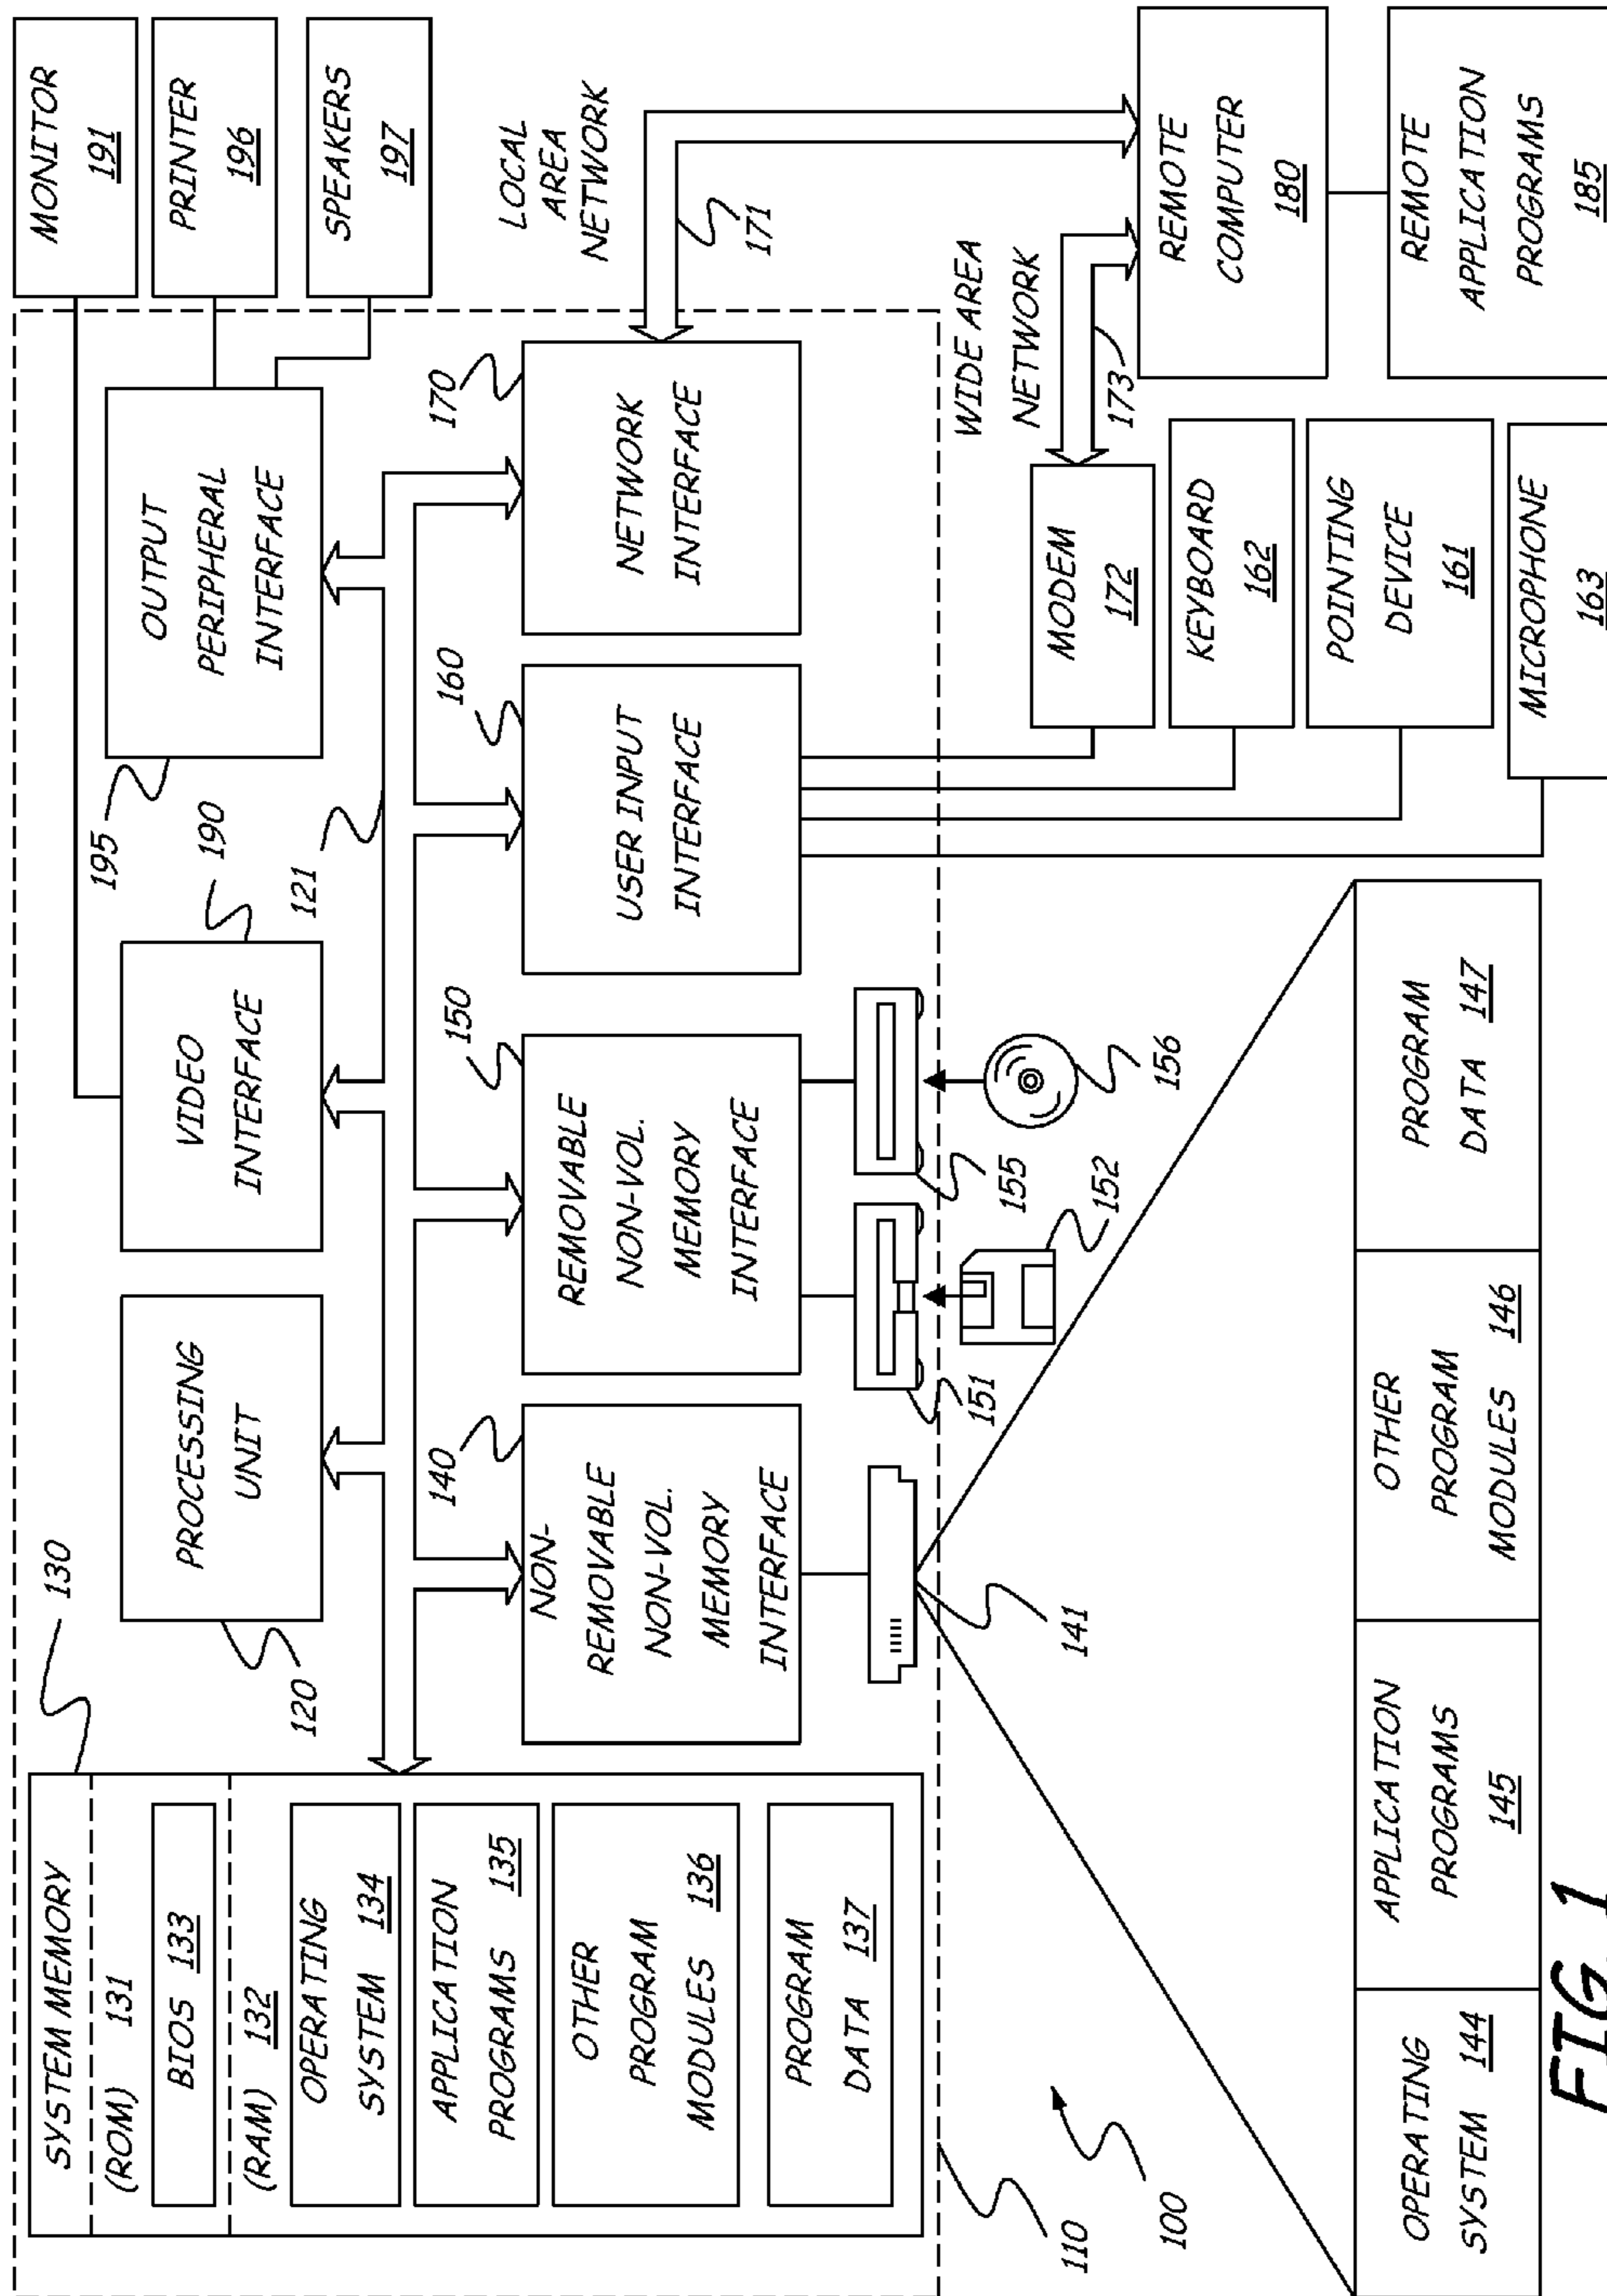 SYSTEM MEMORY
(ROM) 131
BIOS 133
(RAM) 132
OPERATING
SYSTEM 134
APPLICATION
PROGRAMS 135
OTHER
PROGRAM
MODULES 136
PROGRAM
DATA 137
130
PROCESSING
UNIT
120
VIDEO
INTERFACE
190
OUTPUT
PERIPHERAL
INTERFACE
195
121
MONITOR
191
PRINTER
196
SPEAKERS
197
NON-
REMOVABLE
NON-VOL.
MEMORY
INTERFACE
140
REMOVABLE
NON-VOL.
MEMORY
INTERFACE
150
USER INPUT
INTERFACE
160
NETWORK
INTERFACE
170
LOCAL
AREA
NETWORK
171
141
151
152
155
156
WIDE AREA
NETWORK
173
MODEM
172
KEYBOARD
162
POINTING
DEVICE
161
MICROPHONE
163
REMOTE
COMPUTER
180
REMOTE
APPLICATION
PROGRAMS
185
110
100
OPERATING
SYSTEM 144
APPLICATION
PROGRAMS
145
OTHER
PROGRAM
MODULES 146
PROGRAM
DATA 147
FIG. 1